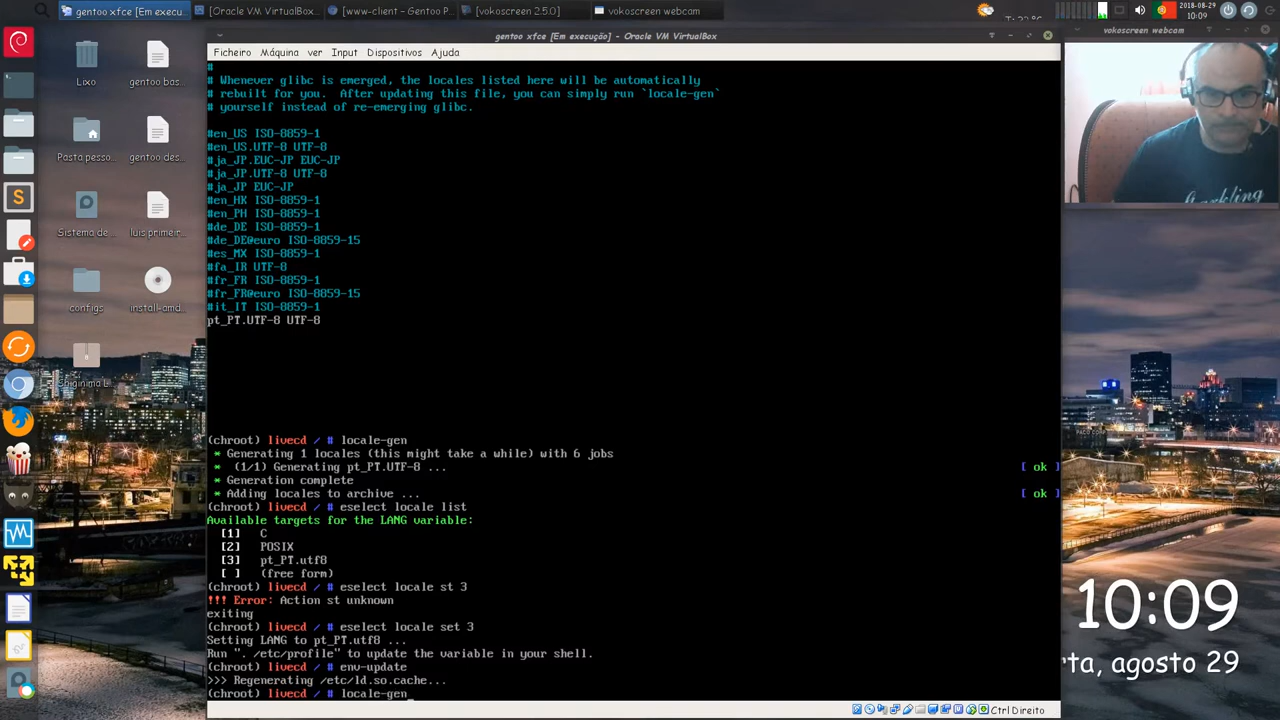 gentoo xfce [Em execu...
[Oracle VM VirtualBox]
[www-client – Gentoo P...
[vokoscreen 2.5.0]
vokoscreen webcam
2018-08-29
10:09
gentoo xfce [Em execução] - Oracle VM VirtualBox
vokoscreen webcam
Ficheiro Máquina ver Input Dispositivos Ajuda
Lixo
gentoo bas...
Pasta pesso...
gentoo des...
Sistema de ...
luis primeir...
configs
install-amd...
#
# Whenever glibc is emerged, the locales listed here will be automatically
# rebuilt for you.  After updating this file, you can simply run `locale-gen`
# yourself instead of re-emerging glibc.
#en_US ISO-8859-1
#en_US.UTF-8 UTF-8
#ja_JP.EUC-JP EUC-JP
#ja_JP.UTF-8 UTF-8
#ja_JP EUC-JP
#en_HK ISO-8859-1
#en_PH ISO-8859-1
#de_DE ISO-8859-1
#de_DE@euro ISO-8859-15
#es_MX ISO-8859-1
#fa_IR UTF-8
#fr_FR ISO-8859-1
#fr_FR@euro ISO-8859-15
#it_IT ISO-8859-1
pt_PT.UTF-8 UTF-8
(chroot) livecd / # locale-gen
* Generating 1 locales (this might take a while) with 6 jobs
*  (1/1) Generating pt_PT.UTF-8 ... [ ok ]
* Generation complete
* Adding locales to archive ... [ ok ]
(chroot) livecd / # eselect locale list
Available targets for the LANG variable:
[1]   C
[2]   POSIX
[3]   pt_PT.utf8
[ ]   (free form)
(chroot) livecd / # eselect locale st 3
!!! Error: Action st unknown
exiting
(chroot) livecd / # eselect locale set 3
Setting LANG to pt_PT.utf8 ...
Run ". /etc/profile" to update the variable in your shell.
(chroot) livecd / # env-update
>>> Regenerating /etc/ld.so.cache...
(chroot) livecd / # locale-gen_
Ctrl Direito
10:09
rta, agosto 29